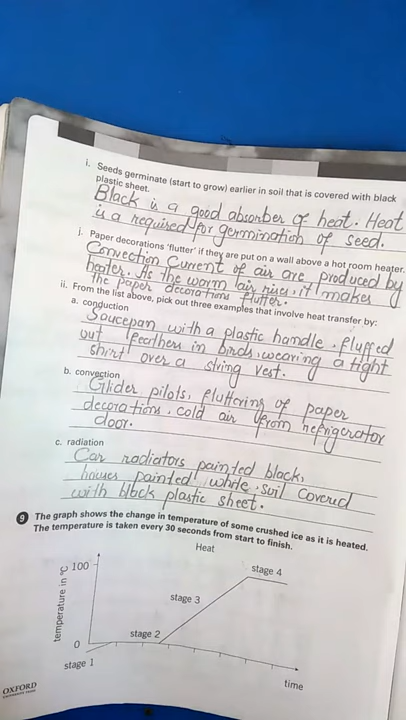 i. Seeds germinate (start to grow) earlier in soil that is covered with black
plastic sheet.
Black is a good absorber of heat. Heat
is a required for germination of seed.
j. Paper decorations 'flutter' if they are put on a wall above a hot room heater.
Convection Current of air are produced by
heater. As the warm air rises, it makes
the paper decorations flutter.
ii. From the list above, pick out three examples that involve heat transfer by:
a. conduction
Saucepan with a plastic handle, fluffed
out feathers in birds, wearing a tight
shirt over a string vest.
b. convection
Glider pilots, fluttering of paper
decorations, cold air from refrigerator
door.
c. radiation
Car radiators painted black,
houses painted white, soil covered
with black plastic sheet.
9 The graph shows the change in temperature of some crushed ice as it is heated.
The temperature is taken every 30 seconds from start to finish.
Heat
temperature in °C
100
stage 4
stage 3
stage 2
0
stage 1
time
OXFORD
UNIVERSITY PRESS